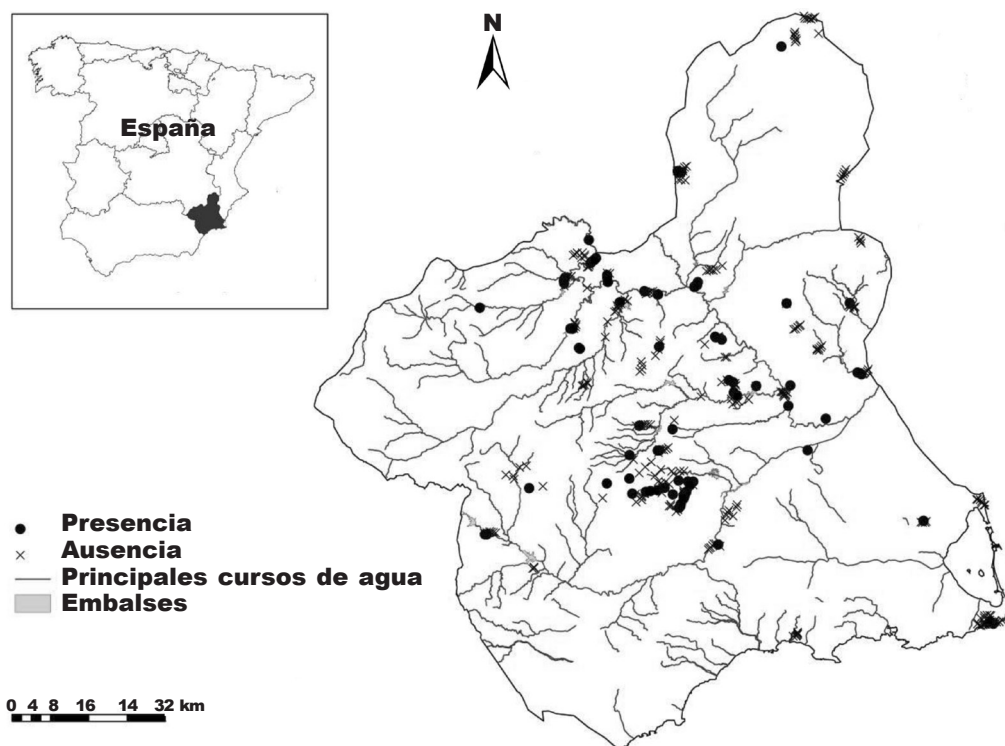 España
N
Presencia
Ausencia
Principales cursos de agua
Embalses
0 4 8 16 14 32 km